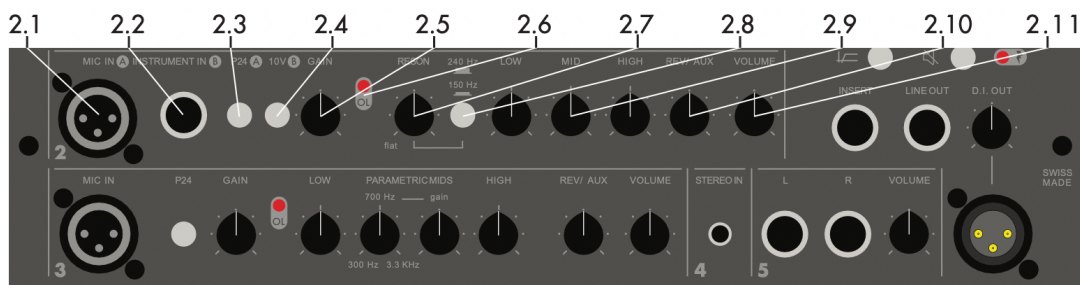 2.1 2.2 2.3 2.4 2.5 2.6 2.7 2.8 2.9 2.10 2.11
MIC IN A INSTRUMENT IN B P24 A 10V B GAIN RESON 240 Hz LOW MID HIGH REV/ AUX VOLUME
150 Hz
OL
INSERT LINE OUT D.I. OUT
flat
2
MIC IN P24 GAIN LOW PARAMETRIC MIDS HIGH REV/ AUX VOLUME STEREO IN L R VOLUME
SWISS
MADE
700 Hz gain
OL
300 Hz 3.3 KHz
3 4 5